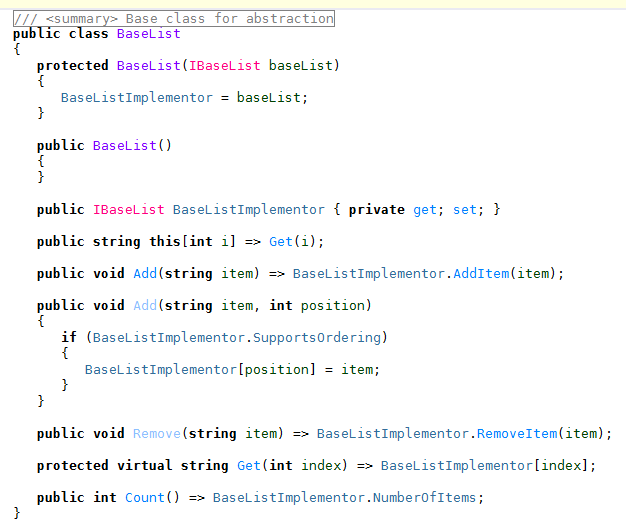 /// <summary> Base class for abstraction
public class BaseList
{
protected BaseList(IBaseList baseList)
{
BaseListImplementor = baseList;
}
public BaseList()
{
}
public IBaseList BaseListImplementor { private get; set; }
public string this[int i] => Get(i);
public void Add(string item) => BaseListImplementor.AddItem(item);
public void Add(string item, int position)
{
if (BaseListImplementor.SupportsOrdering)
{
BaseListImplementor[position] = item;
}
}
public void Remove(string item) => BaseListImplementor.RemoveItem(item);
protected virtual string Get(int index) => BaseListImplementor[index];
public int Count() => BaseListImplementor.NumberOfItems;
}